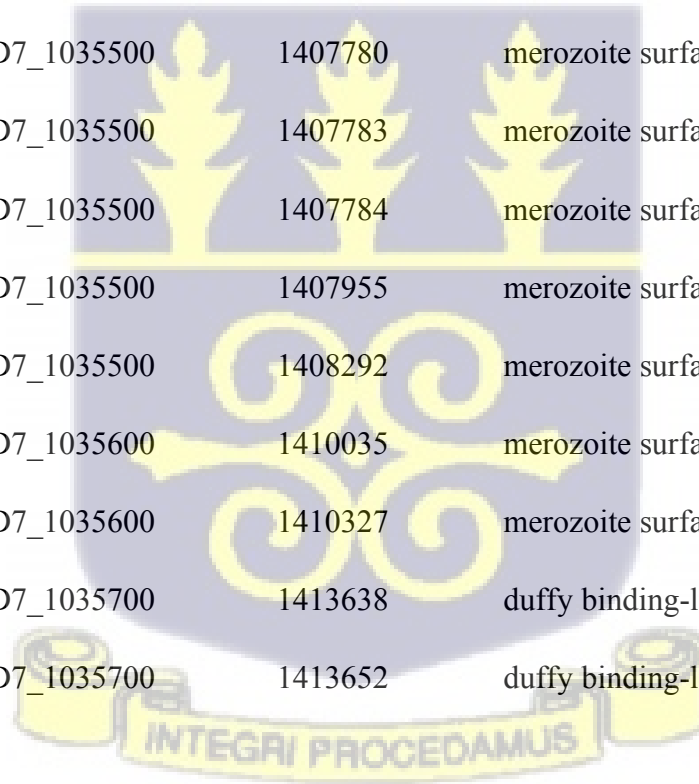 D7_1035500 1407780 merozoite surfa
D7_1035500 1407783 merozoite surfa
D7_1035500 1407784 merozoite surfa
D7_1035500 1407955 merozoite surfa
D7_1035500 1408292 merozoite surfa
D7_1035600 1410035 merozoite surfa
D7_1035600 1410327 merozoite surfa
D7_1035700 1413638 duffy binding-l
D7_1035700 1413652 duffy binding-l
INTEGRI PROCEDAMUS